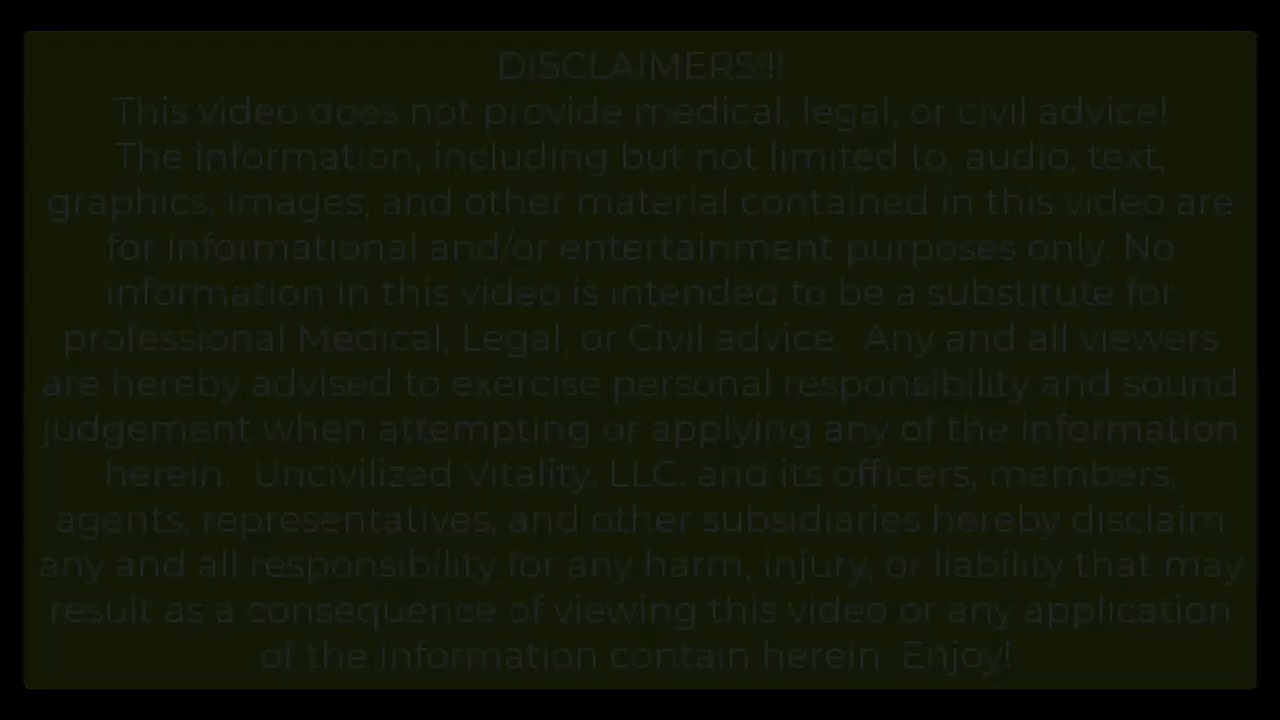 DISCLAIMERS!!!
This video does not provide medical, legal, or civil advice!
The information, including but not limited to, audio, text,
graphics, images, and other material contained in this video are
for informational and/or entertainment purposes only. No
information in this video is intended to be a substitute for
professional Medical, Legal, or Civil advice. Any and all viewers
are hereby advised to exercise personal responsibility and sound
judgement when attempting or applying any of the information
herein. Uncivilized Vitality, LLC. and its officers, members,
agents, representatives, and other subsidiaries hereby disclaim
any and all responsibility for any harm, injury, or liability that may
result as a consequence of viewing this video or any application
of the information contain herein. Enjoy!